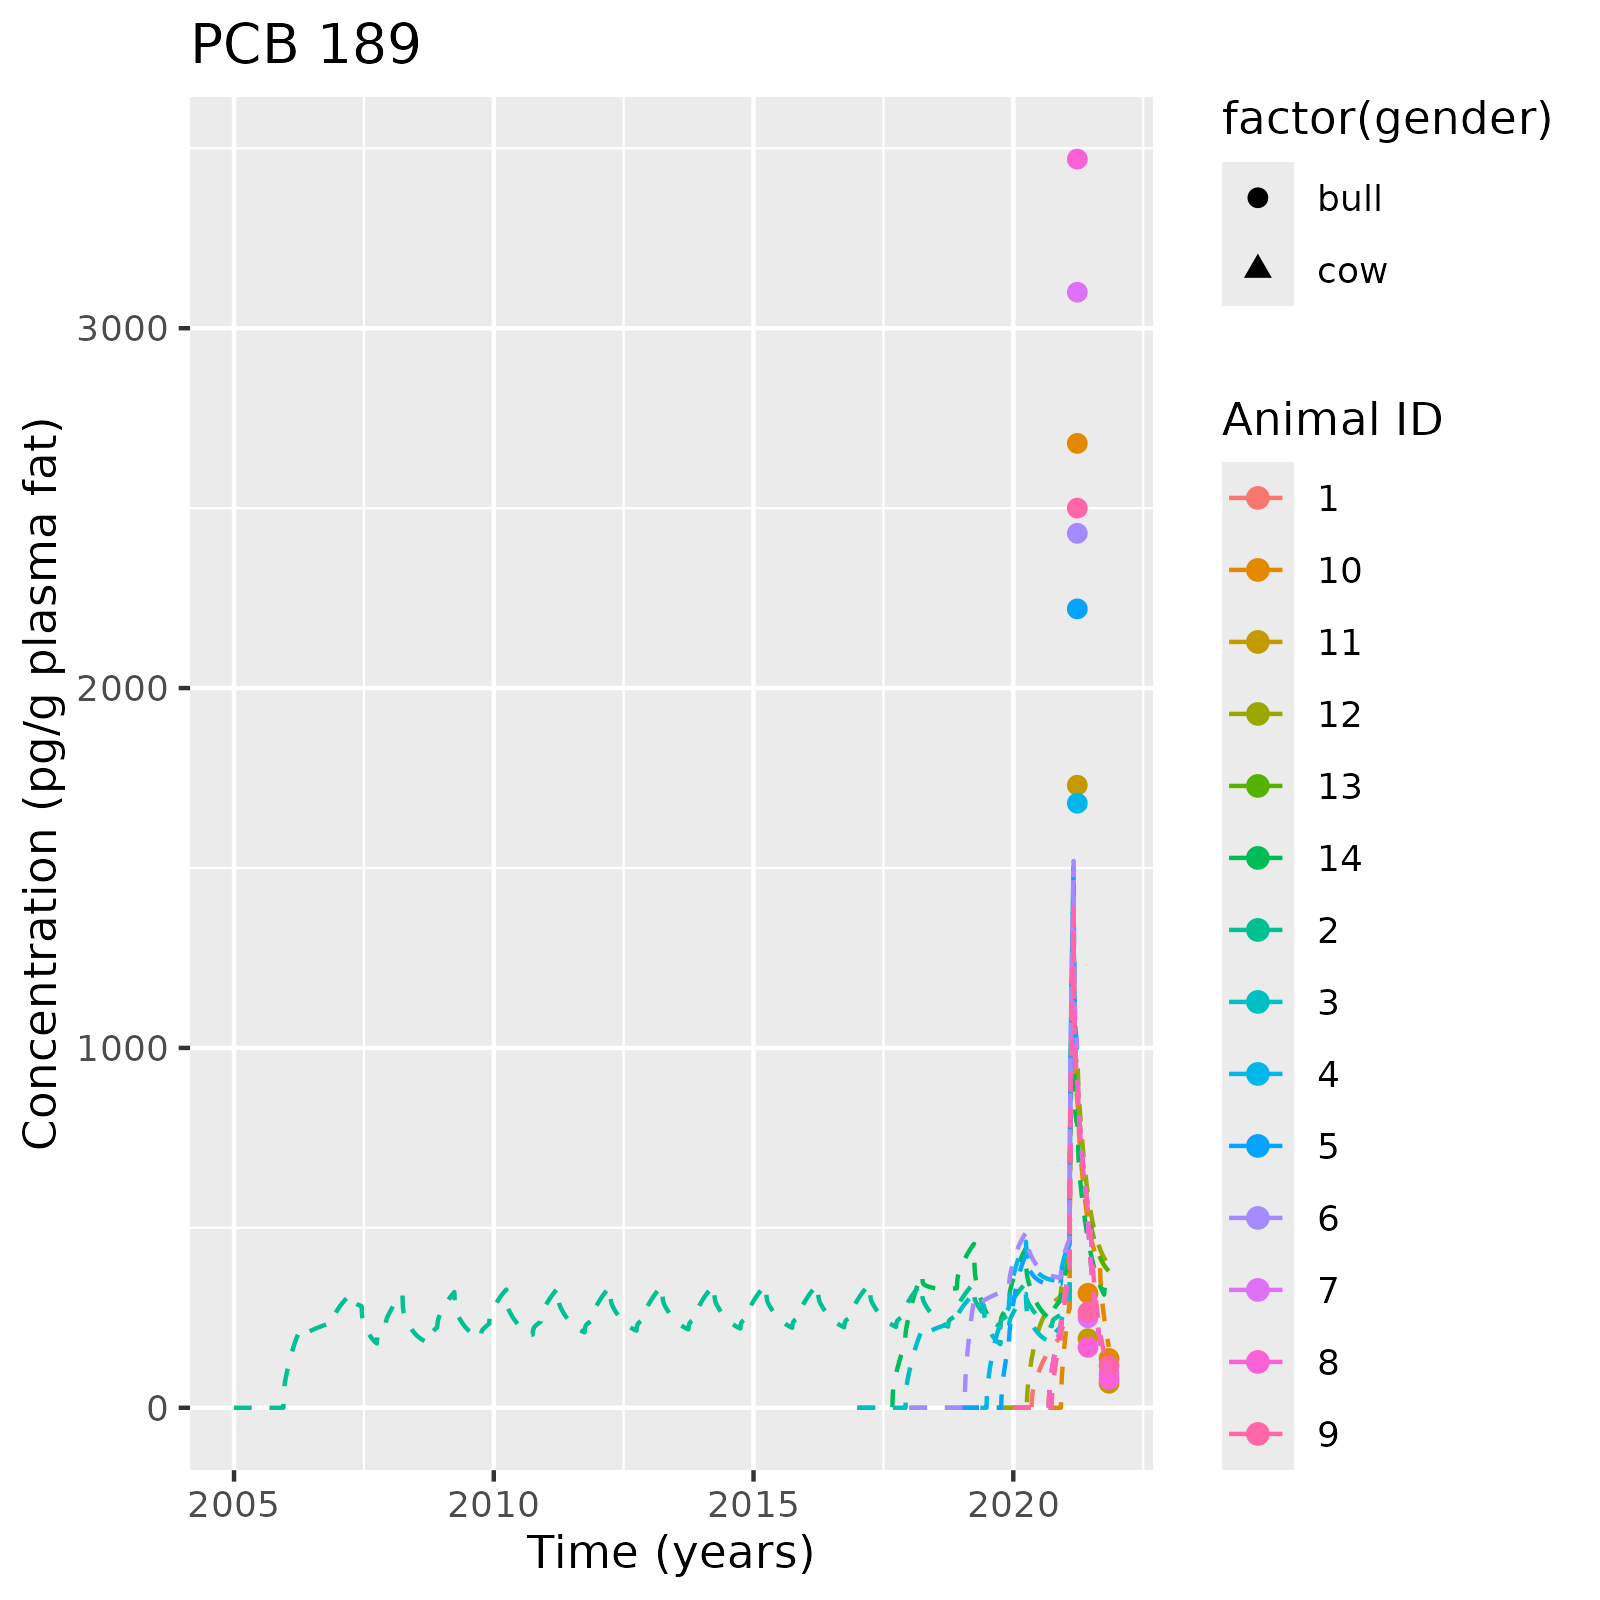 PCB 189
factor(gender)
bull
cow
Animal ID
1
10
11
12
13
14
2
3
4
5
6
7
8
9
Concentration (pg/g plasma fat)
3000
2000
1000
0
2005 2010 2015 2020
Time (years)